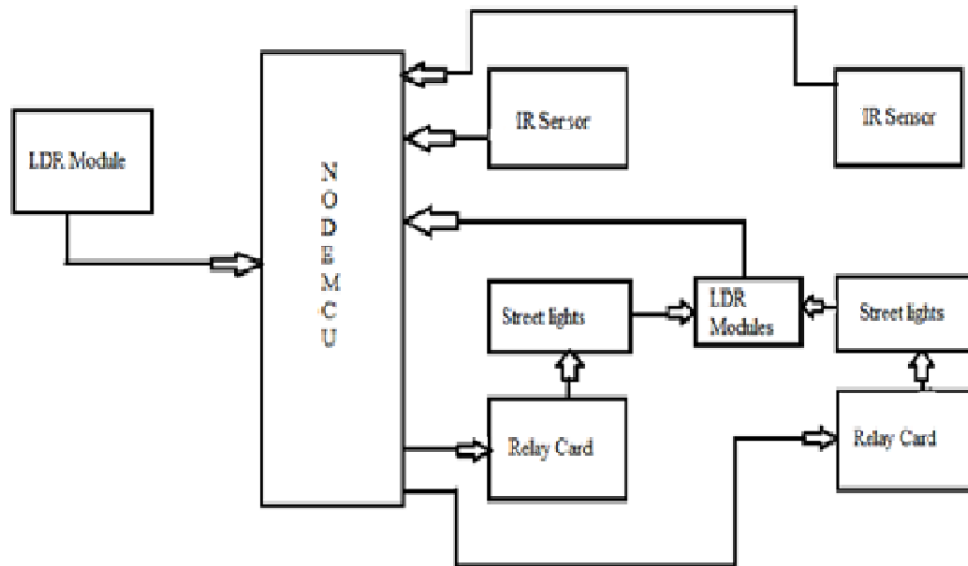 IR Sensor
IR Sensor
LDR Module
N
O
D
E
M
C
U
Street lights
LDR
Modules
Street lights
Relay Card
Relay Card